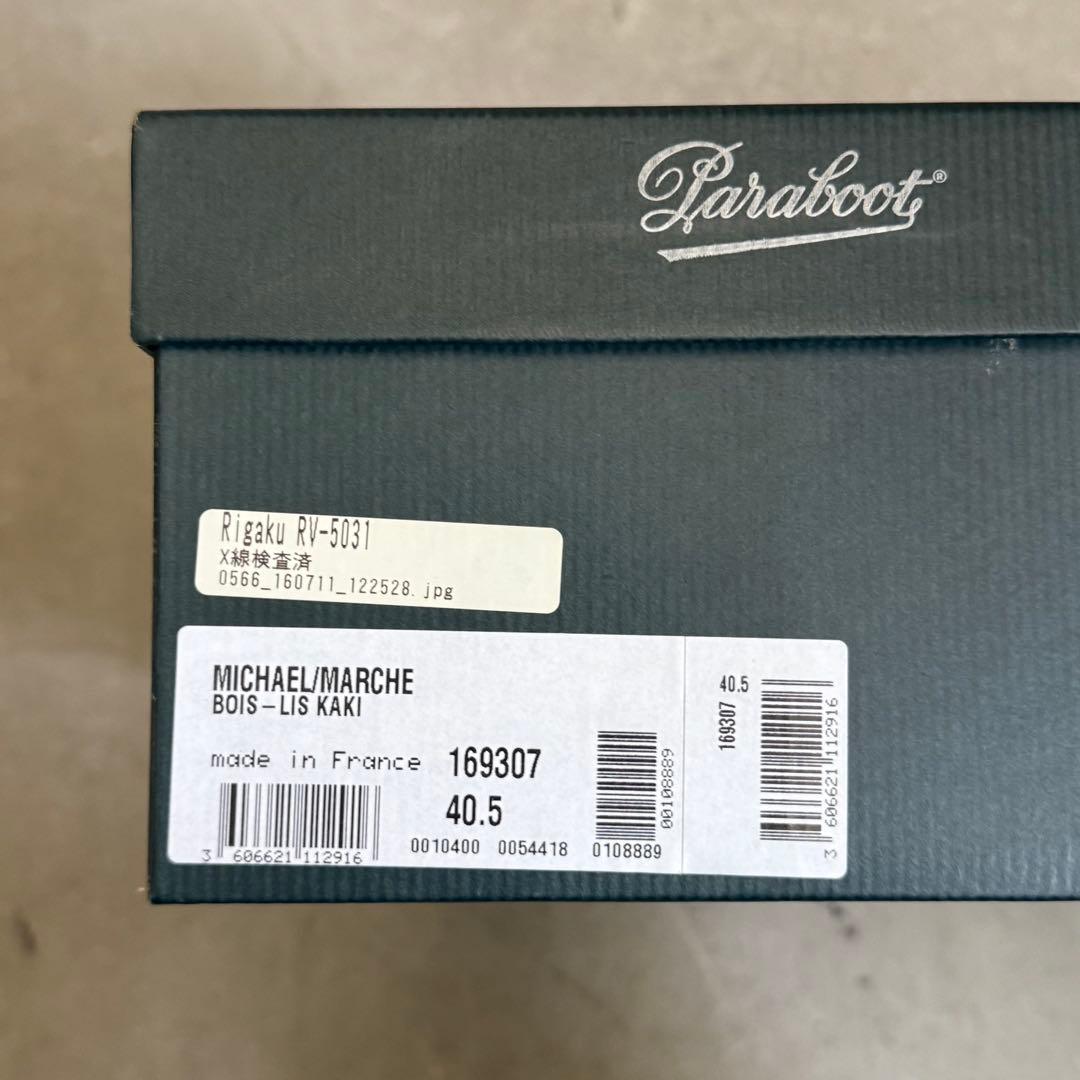 Paraboot®
Rigaku RV-5031
X線検査済
0566_160711_122528.jpg
MICHAEL/MARCHE
BOIS–LIS KAKI
made in France 169307
40.5
3 606621 112916
0010400 0054418 0108889
00108889
40.5
169307
3 606621 112916